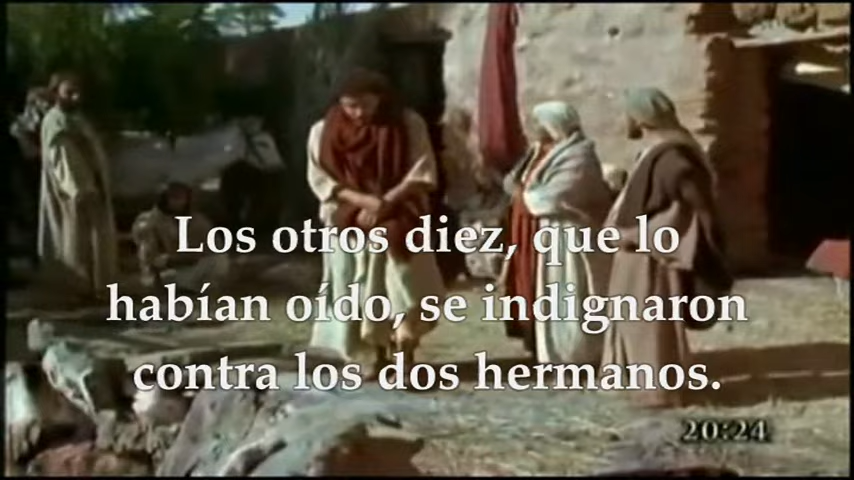 Los otros diez, que lo
habían oído, se indignaron
contra los dos hermanos.
20:24